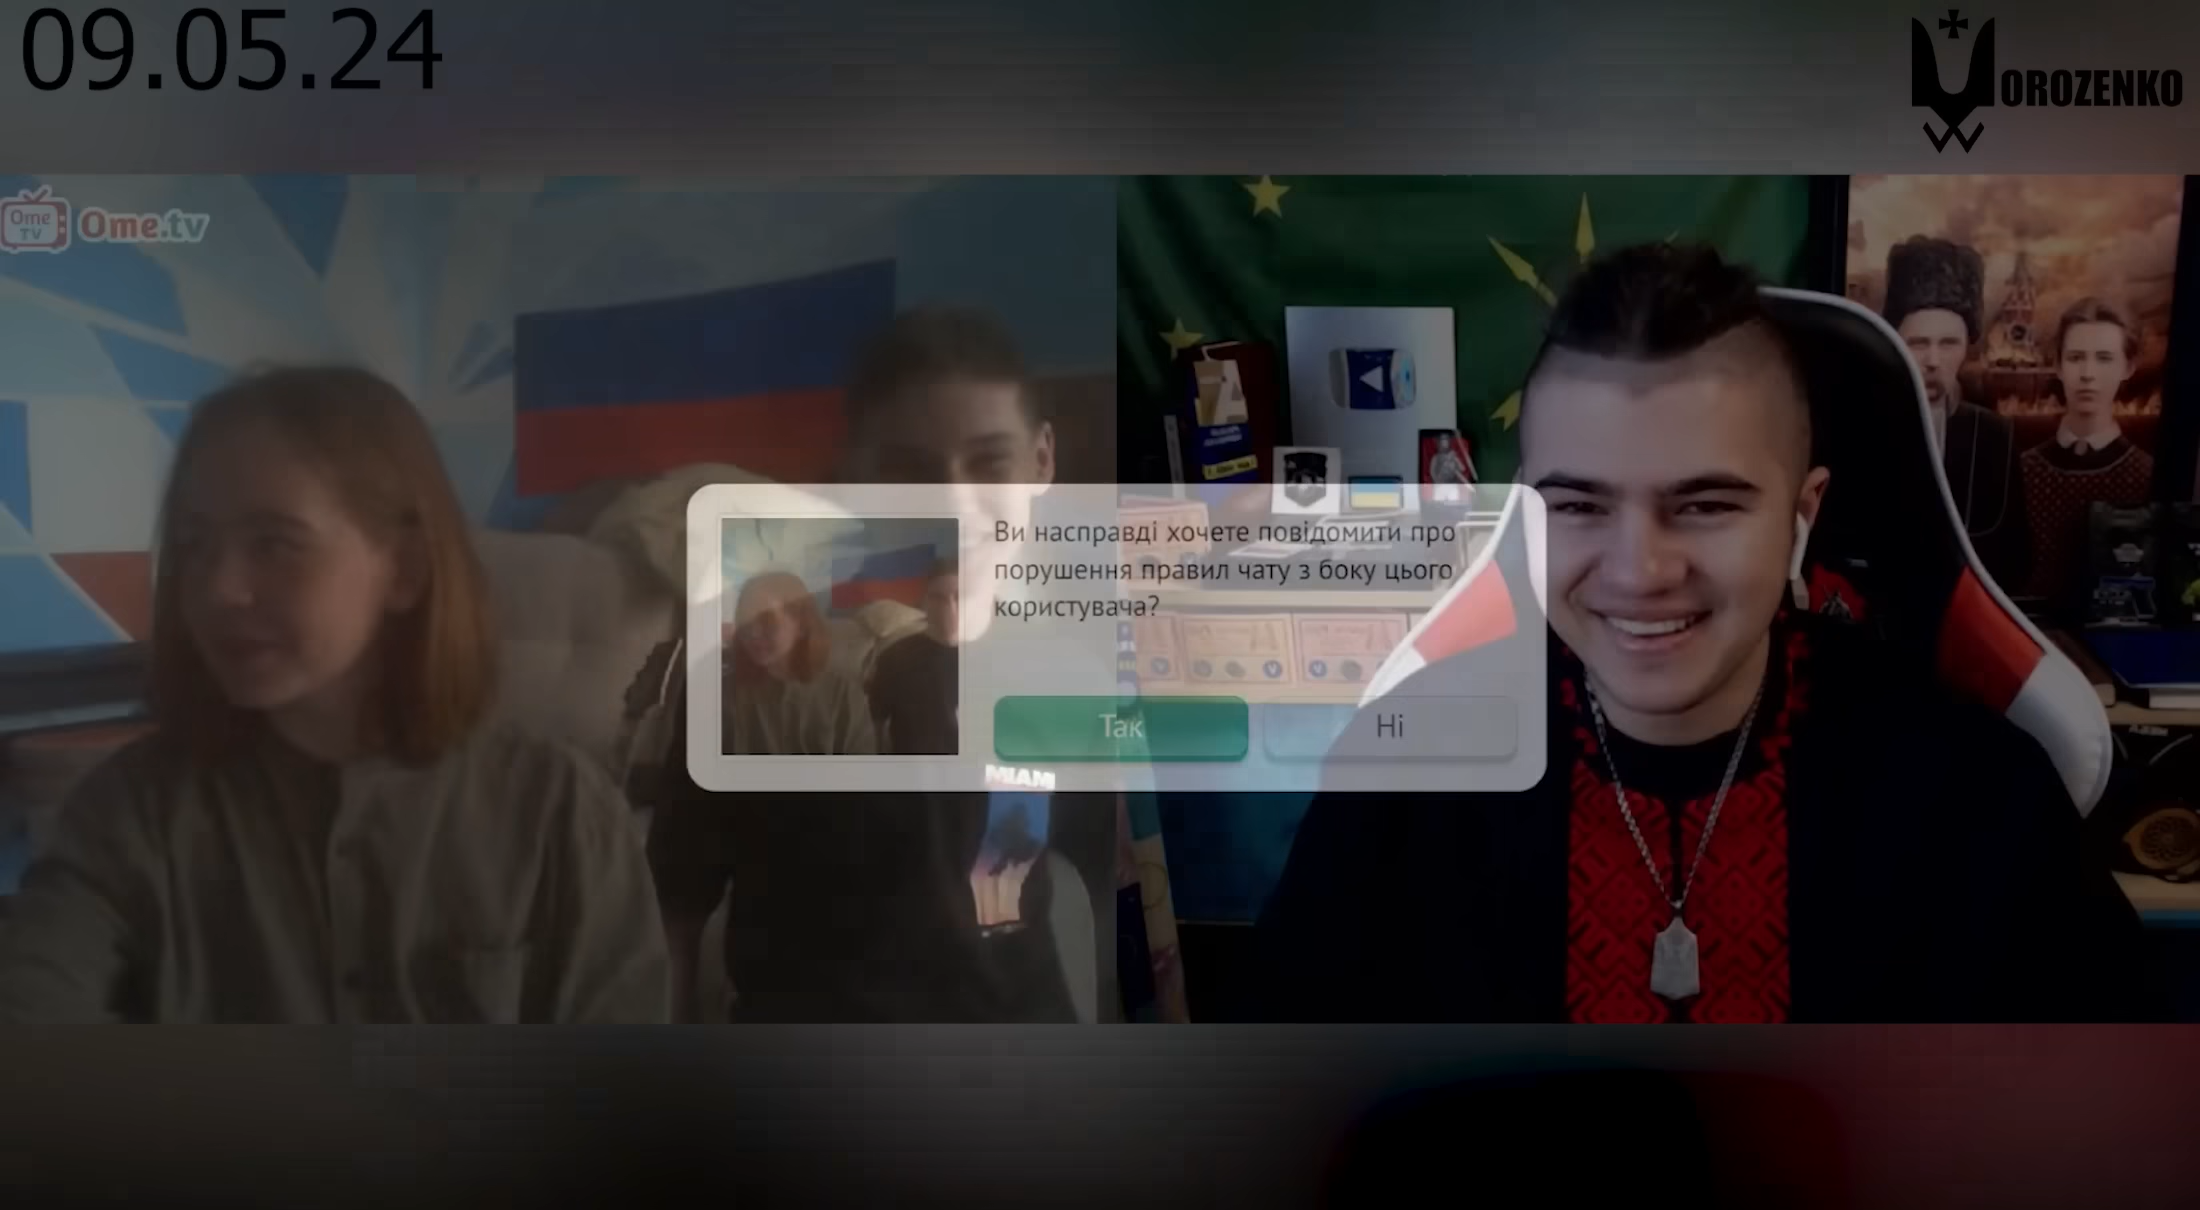 09.05.24
OROZENKO
Ome
TV
Ome.tv
Ви насправді хочете повідомити про
порушення правил чату з боку цього
користувача?
Так
Ні
MIAMI